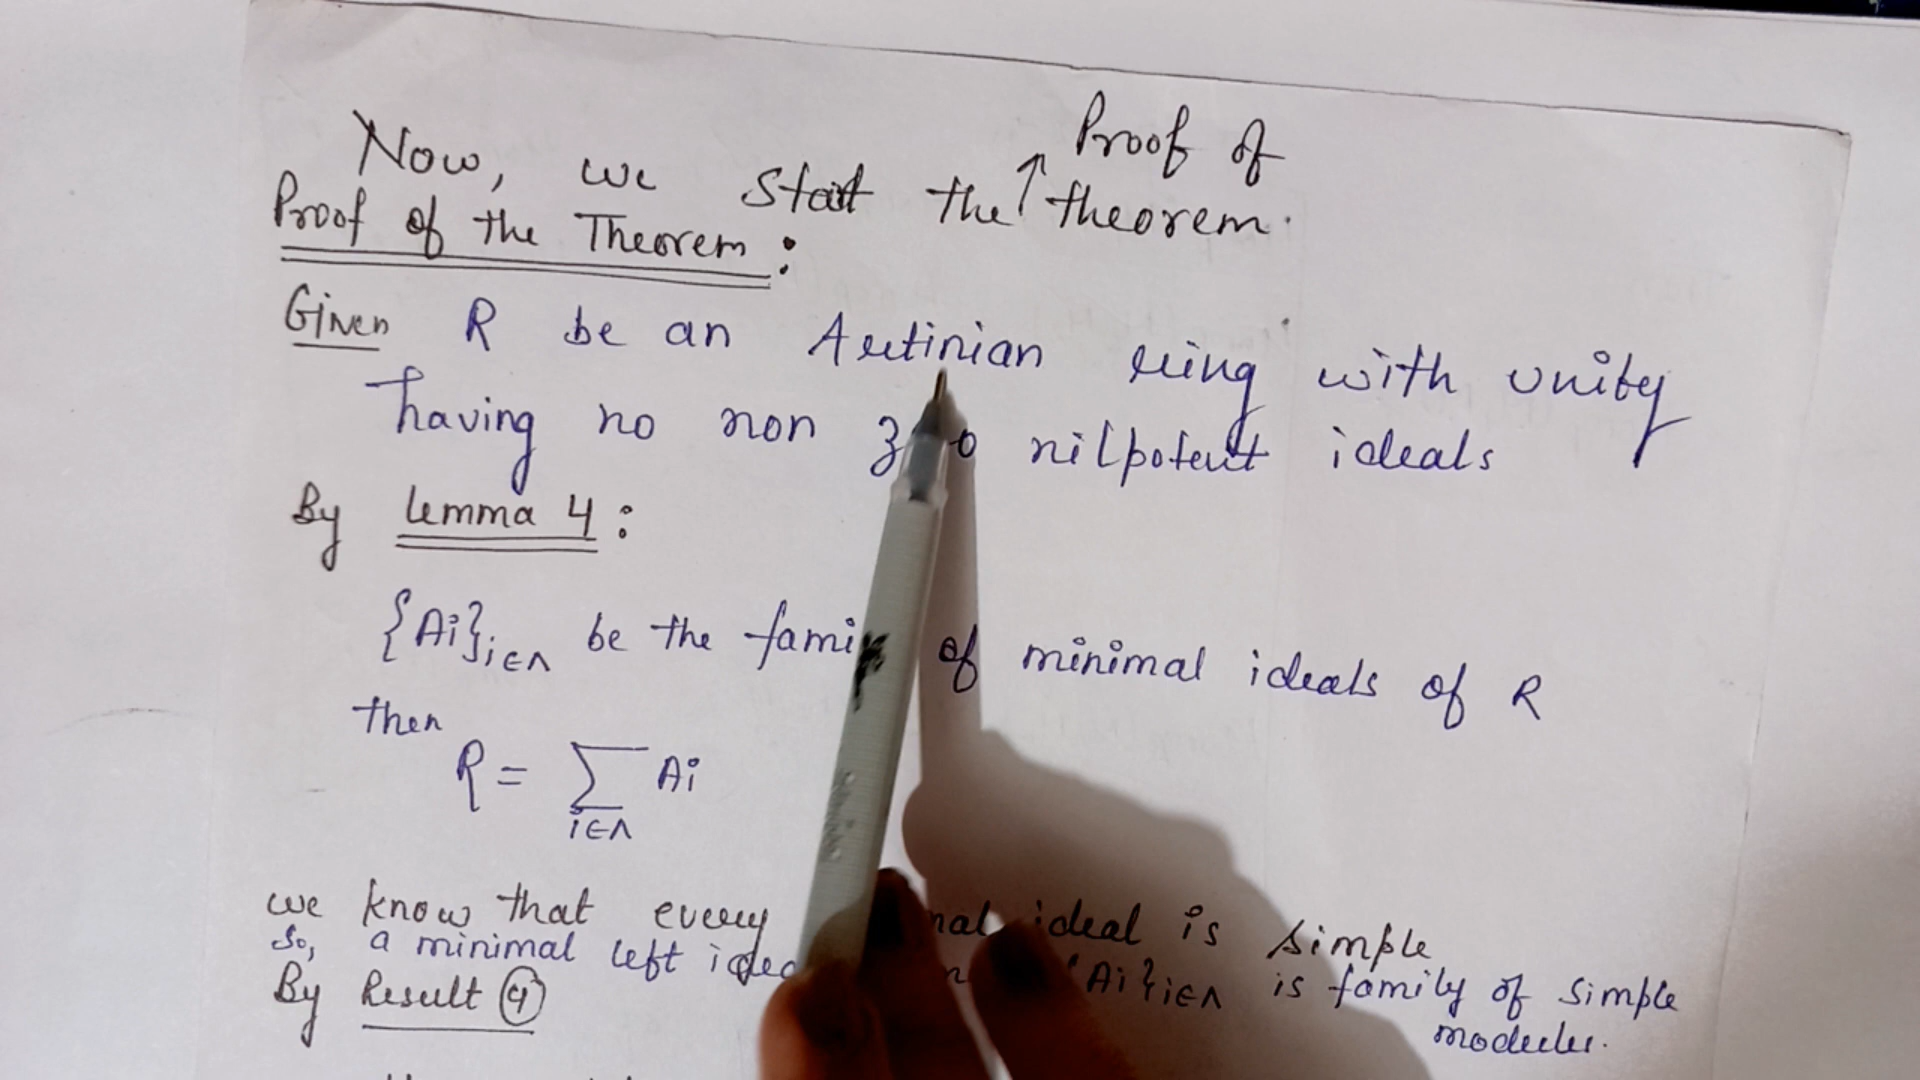 Now, we start the ↑ Proof of theorem.
Proof of the Theorem :
Given R be an Artinian ring with unity
having no non nilpotent ideals
By Lemma 4 :
{Ai}i∈Λ be the of minimal ideals of R
then
R = ∑ Ai
i∈Λ
we know that every ideal is simple
So, a minimal left {Ai}i∈Λ is family of simple
modules.
By Result ④